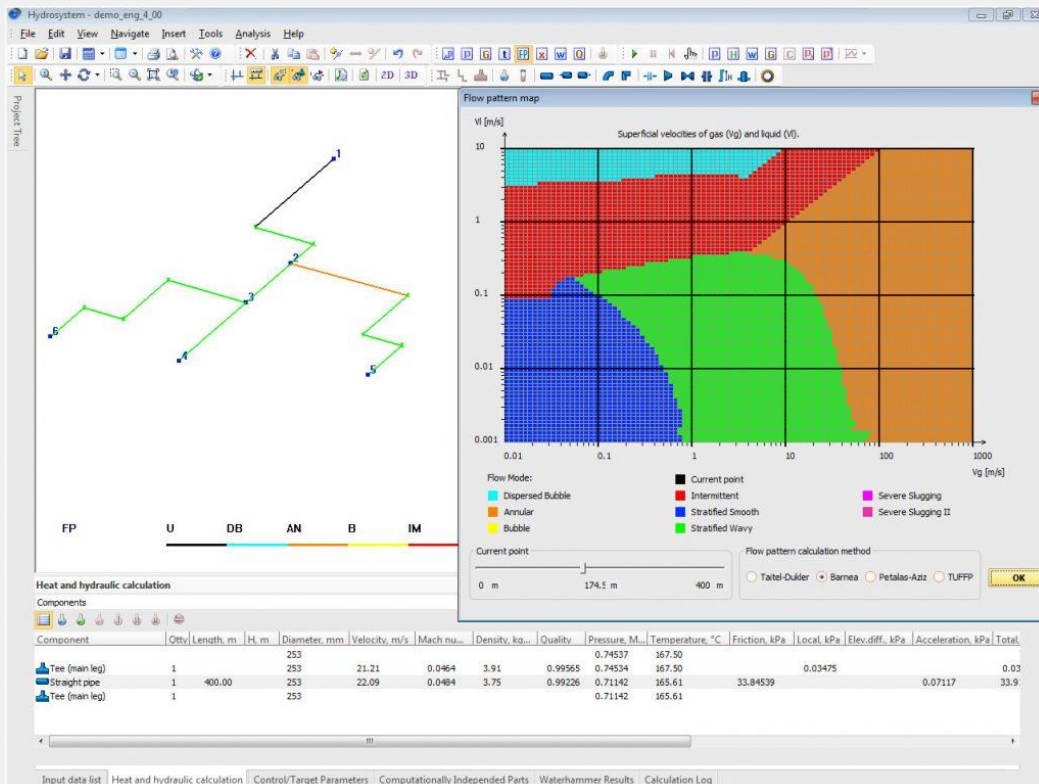 Hydrosystem - demo_eng_4_00
File Edit View Navigate Insert Tools Analysis Help
P G t FP x w Q P H w G C
2D 3D
Project Tree
1
2
3
4
5
6
FP U DB AN B IM
Flow pattern map
Vl [m/s]
Superficial velocities of gas (Vg) and liquid (Vl).
10
1
0.1
0.01
0.001
0.01 0.1 1 10 100 1000
Vg [m/s]
Flow Mode:
Current point
Dispersed Bubble Intermittent Severe Slugging
Annular Stratified Smooth Severe Slugging II
Bubble Stratified Wavy
Current point
0 m 174.5 m 400 m
Flow pattern calculation method
Taitel-Dukler Barnea Petalas-Aziz TUFFP
OK
Heat and hydraulic calculation
Components
Component Qtty Length, m H, m Diameter, mm Velocity, m/s Mach nu... Density, kg... Quality Pressure, M... Temperature, °C Friction, kPa Local, kPa Elev.diff., kPa Acceleration, kPa Total,
253 0.74537 167.50
Tee (main leg) 1 253 21.21 0.0464 3.91 0.99565 0.74534 167.50 0.03475 0.03
Straight pipe 1 400.00 253 22.09 0.0484 3.75 0.99226 0.71142 165.61 33.84539 0.07117 33.9
Tee (main leg) 1 253 0.71142 165.61
Input data list Heat and hydraulic calculation Control/Target Parameters Computationally Independent Parts Waterhammer Results Calculation Log